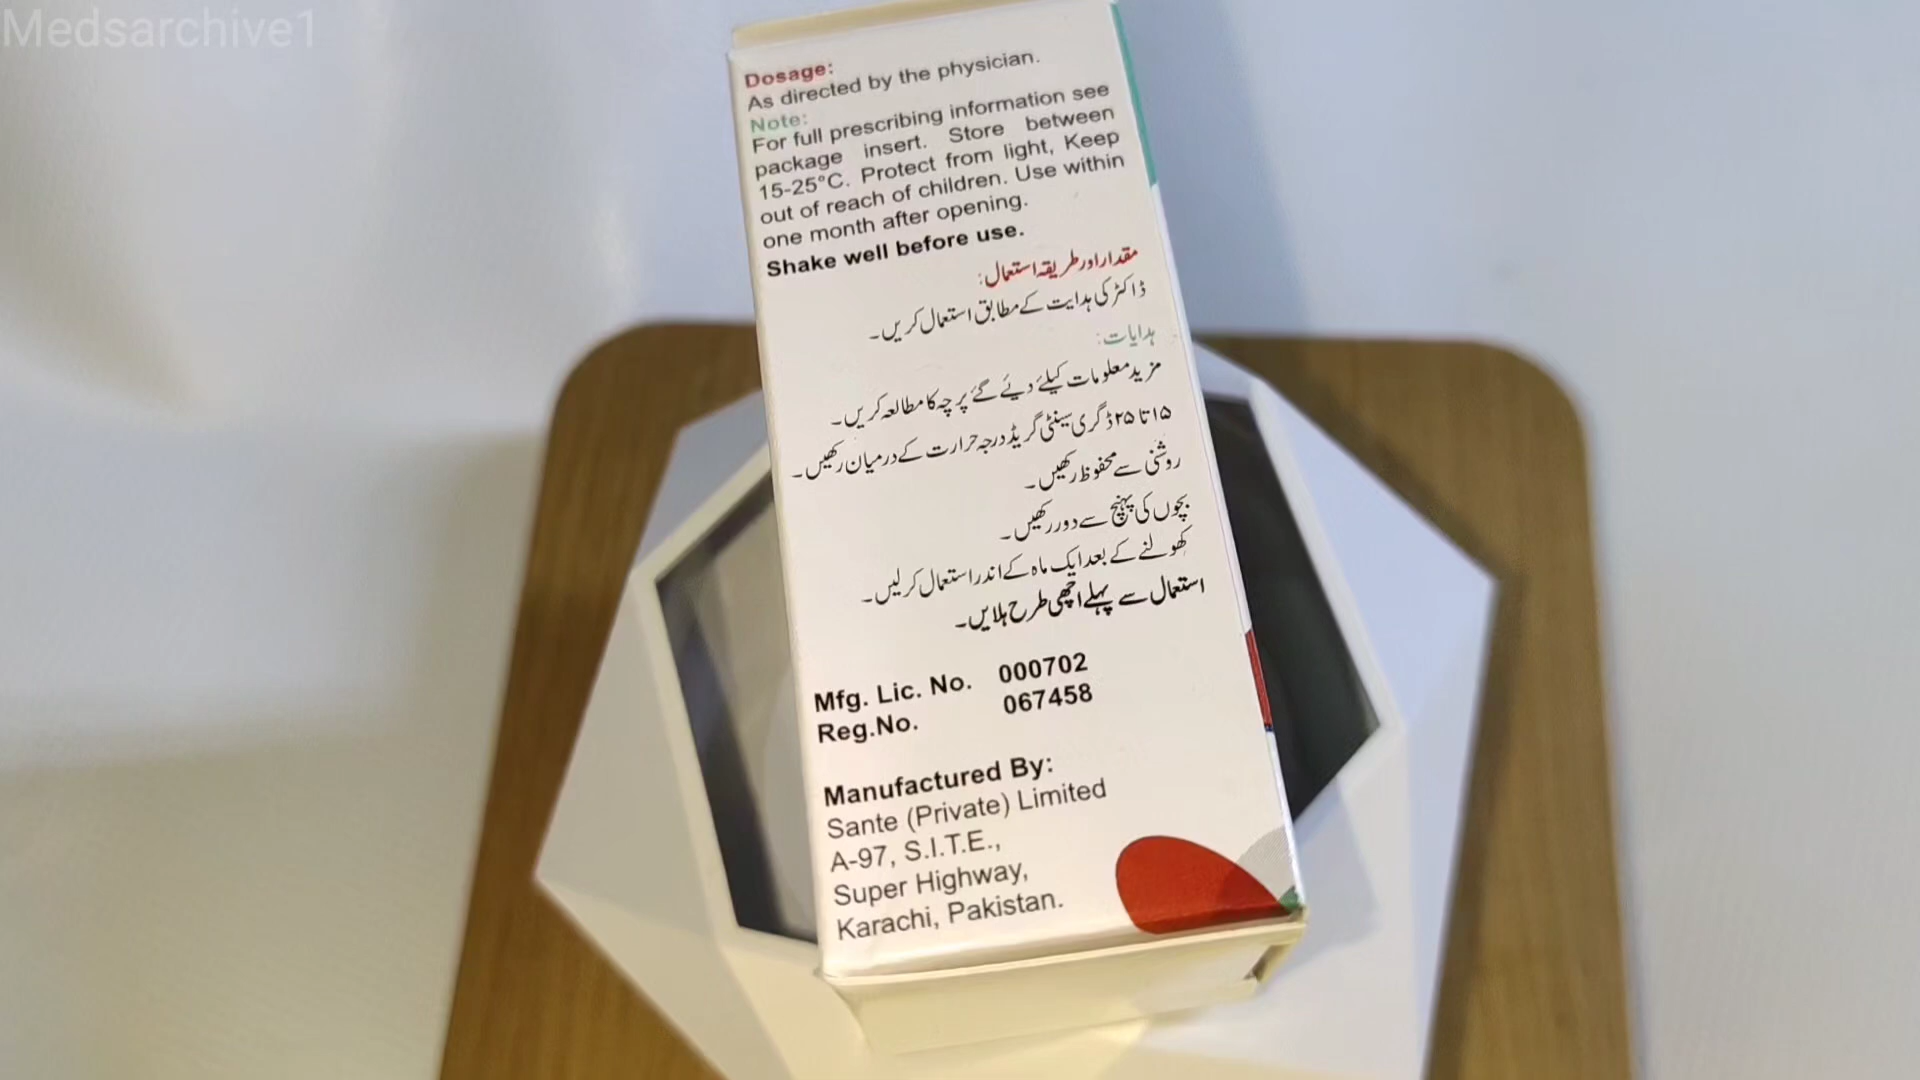 Medsarchive1
Dosage:
As directed by the physician.
Note:
For full prescribing information see
package insert. Store between
15-25°C. Protect from light, Keep
out of reach of children. Use within
one month after opening.
Shake well before use.
مقدار اور طریقہ استعمال:
ڈاکٹر کی ہدایت کے مطابق استعمال کریں۔
ہدایات:
مزید معلومات کیلئے دیئے گئے پرچہ کا مطالعہ کریں۔
۱۵ تا ۲۵ ڈگری سینٹی گریڈ درجہ حرارت کے درمیان رکھیں۔
روشنی سے محفوظ رکھیں۔
بچوں کی پہنچ سے دور رکھیں۔
کھولنے کے بعد ایک ماہ کے اندر استعمال کرلیں۔
استعمال سے پہلے اچھی طرح ہلایں۔
Mfg. Lic. No. 000702
Reg.No. 067458
Manufactured By:
Sante (Private) Limited
A-97, S.I.T.E.,
Super Highway,
Karachi, Pakistan.